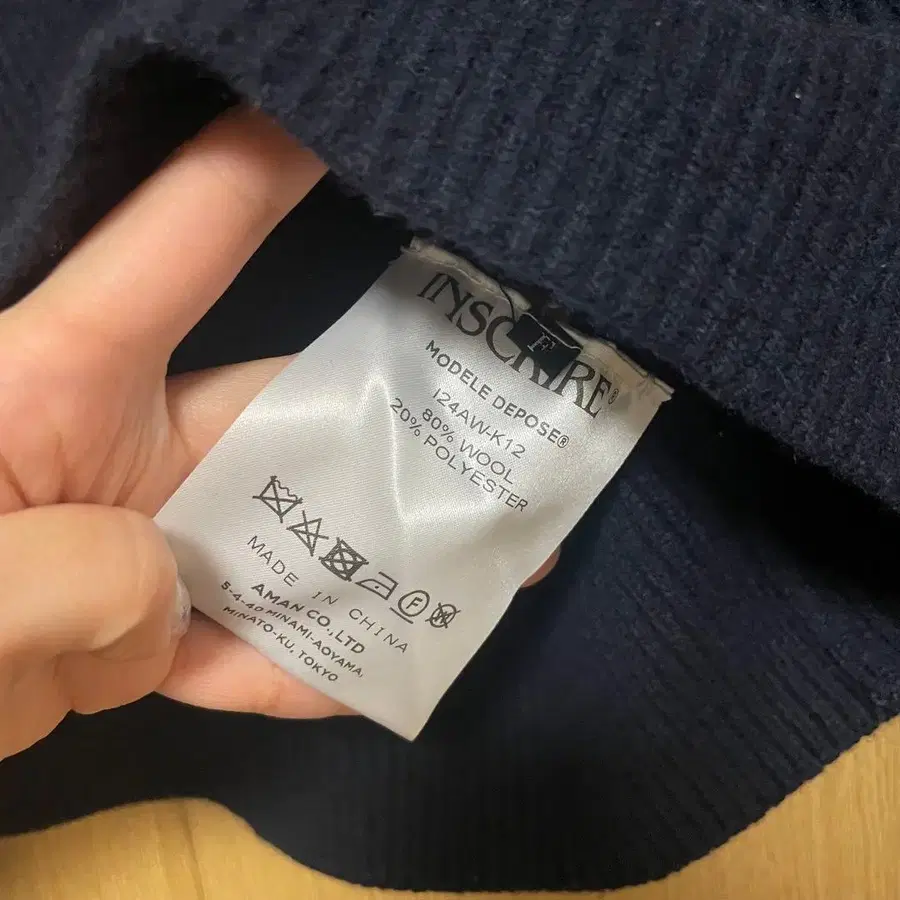 INSCRIRE®
F
MODELE DEPOSE®
I24AW-K12
80% WOOL
20% POLYESTER
F
W
MADE IN CHINA
AMAN CO.,LTD
5-4-40 MINAMI-AOYAMA,
MINATO-KU, TOKYO